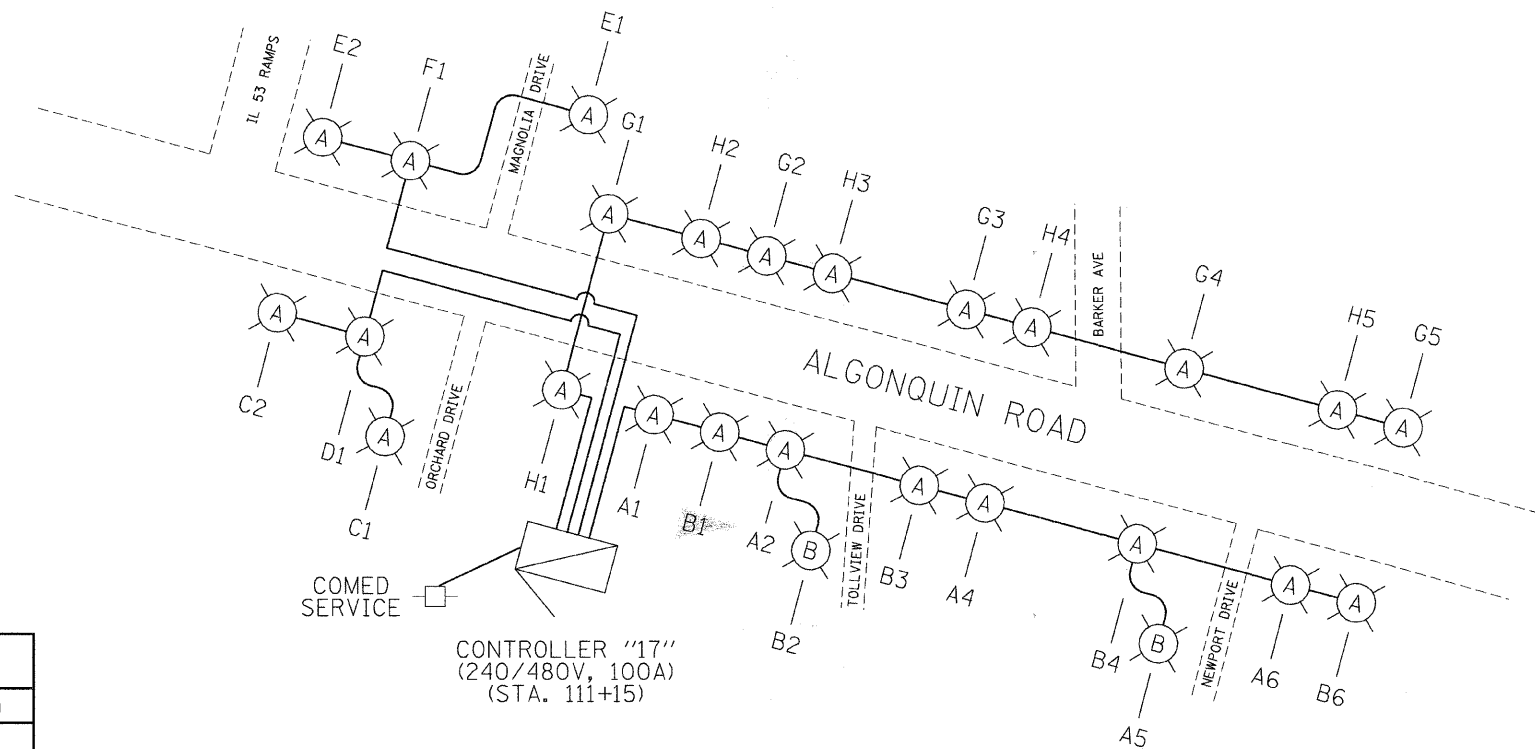 E1
E2
F1
IL 53 RAMPS
MAGNOLIA DRIVE
A
A
A
G1
H2
G2
H3
G3
H4
BARKER AVE
G4
H5
G5
A
A
A
A
A
A
A
A
A
ALGONQUIN ROAD
A
A
A
C2
D1
C1
ORCHARD DRIVE
A
H1
A
A
A
A1
B1
A2
B
B2
TOLLVIEW DRIVE
A
A
B3
A4
A
B4
B
A5
NEWPORT DRIVE
A
A
A6
B6
COMED
SERVICE
CONTROLLER "17"
(240/480V, 100A)
(STA. 111+15)